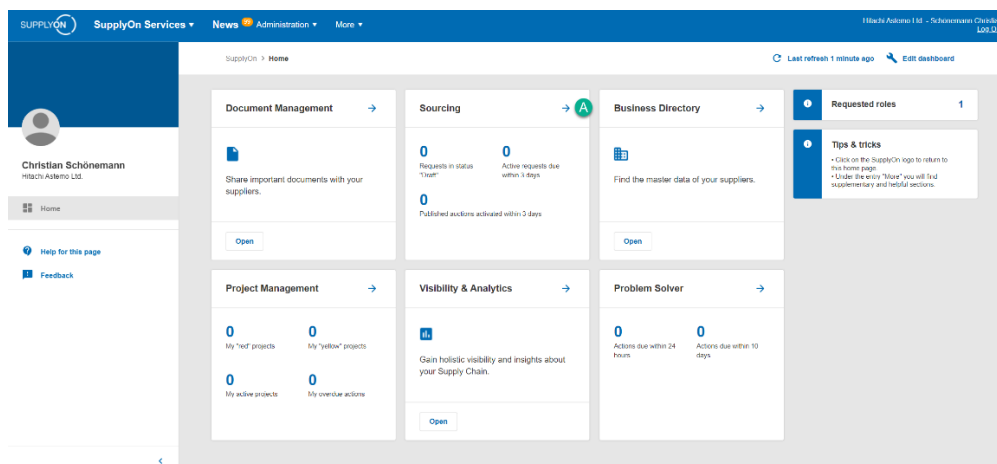 SUPPLYON
SupplyOn Services
News 99 Administration
More
Hitachi Astemo Ltd. - Schönemann Christia
Log O
SupplyOn > Home
Last refresh 1 minute ago
Edit dashboard
Christian Schönemann
Hitachi Astemo Ltd.
Home
Help for this page
Feedback
Document Management
Share important documents with your
suppliers.
Open
Sourcing
A
0
Requests in status
"Draft"
0
Active requests due
within 3 days
0
Published auctions activated within 3 days
Business Directory
Find the master data of your suppliers.
Open
Requested roles
1
Tips & tricks
• Click on the SupplyOn logo to return to
this home page
• Under the entry "More" you will find
supplementary and helpful sections.
Project Management
0
My "red" projects
0
My "yellow" projects
0
My active projects
0
My overdue actions
Visibility & Analytics
Gain holistic visibility and insights about
your Supply Chain.
Open
Problem Solver
0
Actions due within 24
hours
0
Actions due within 10
days